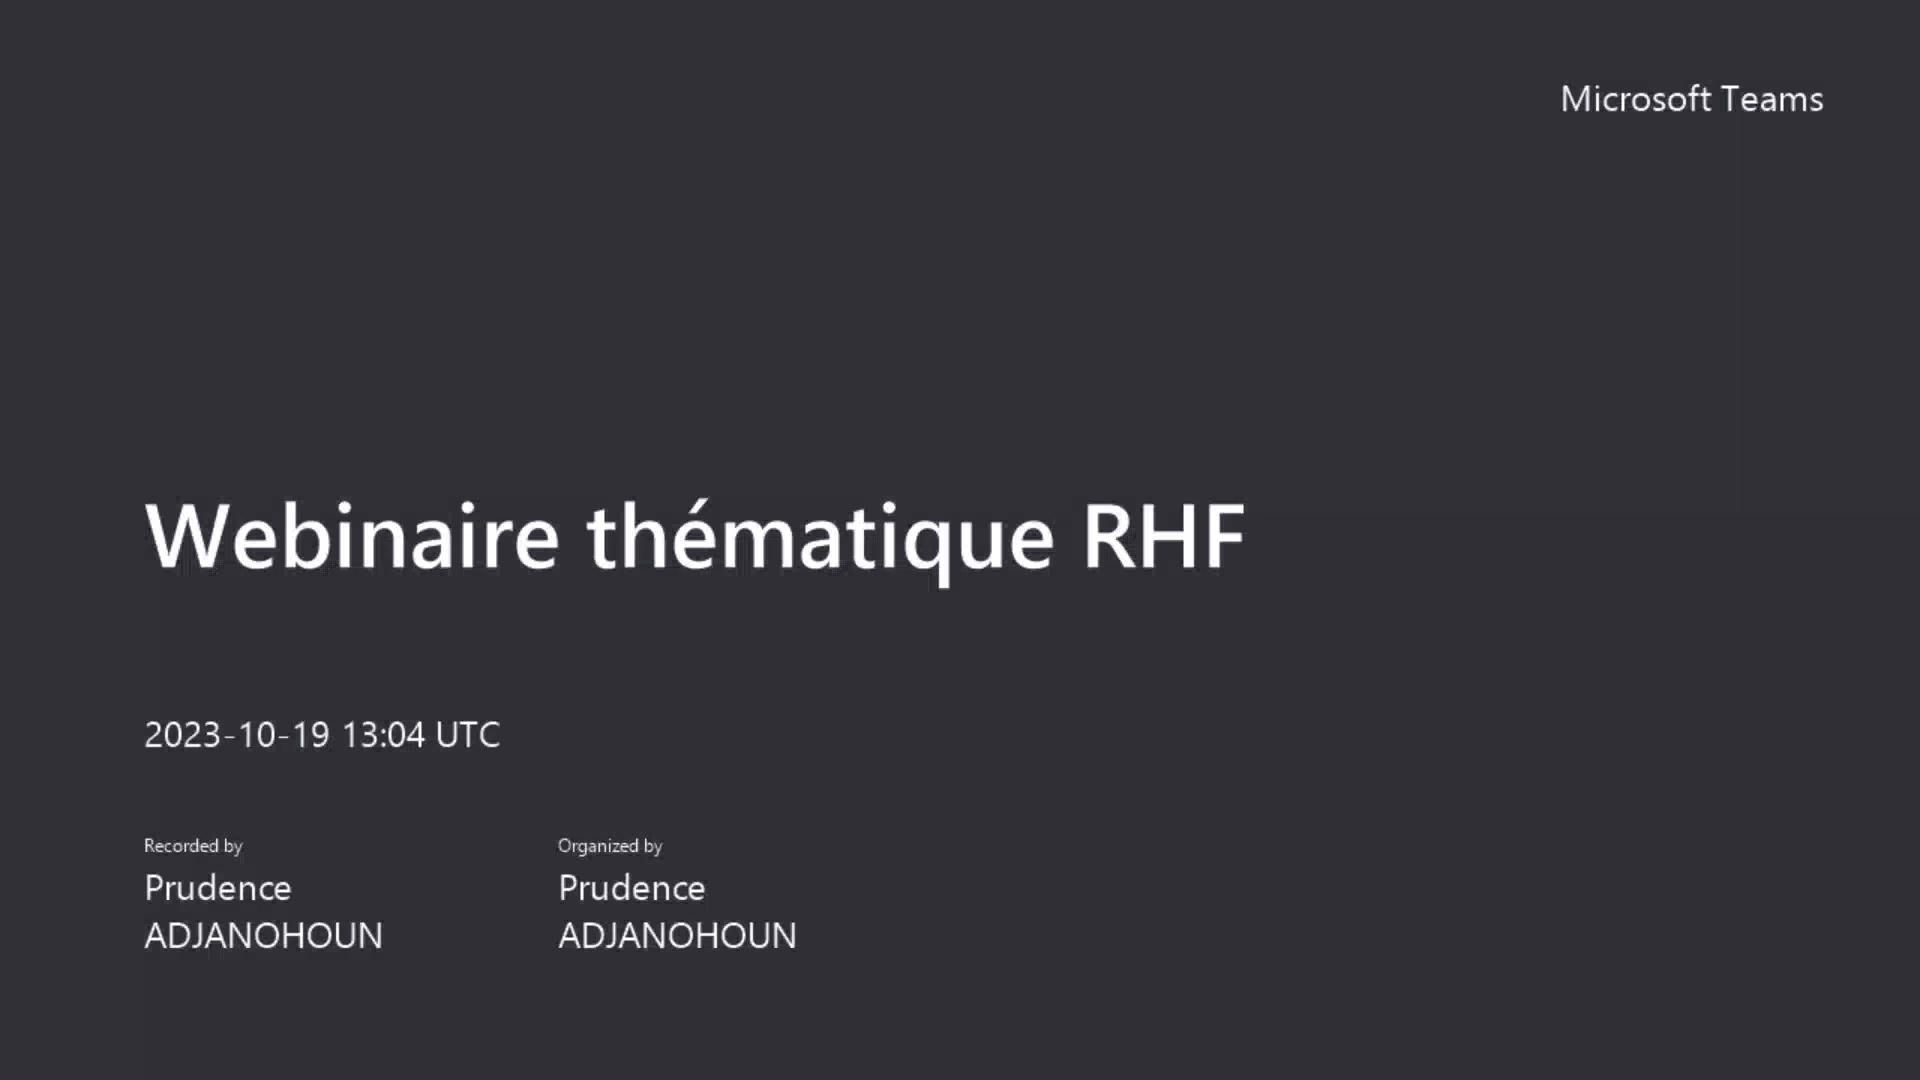 Microsoft Teams
Webinaire thématique RHF
2023-10-19 13:04 UTC
Recorded by
Prudence
ADJANOHOUN
Organized by
Prudence
ADJANOHOUN